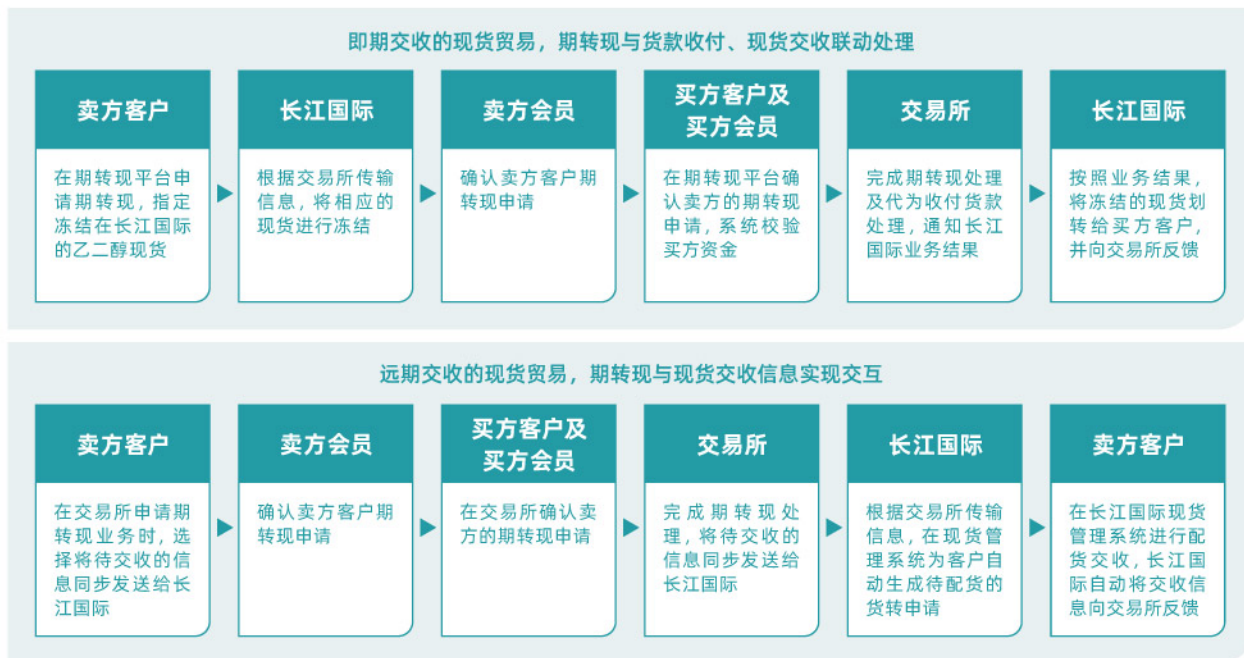 即期交收的现货贸易，期转现与货款收付、现货交收联动处理
卖方客户
在期转现平台申
请期转现，指定
冻结在长江国际
的乙二醇现货
长江国际
根据交易所传输
信息，将相应的
现货进行冻结
卖方会员
确认卖方客户期
转现申请
买方客户及
买方会员
在期转现平台确
认卖方的期转现
申请，系统校验
买方资金
交易所
完成期转现处理
及代为收付货款
处理，通知长江
国际业务结果
长江国际
按照业务结果，
将冻结的现货划
转给买方客户，
并向交易所反馈
远期交收的现货贸易，期转现与现货交收信息实现交互
卖方客户
在交易所申请期
转现业务时，选
择将待交收的信
息同步发送给长
江国际
卖方会员
确认卖方客户期
转现申请
买方客户及
买方会员
在交易所确认卖
方的期转现申请
交易所
完成期转现处
理，将待交收的
信息同步发送给
长江国际
长江国际
根据交易所传输
信息，在现货管
理系统为客户自
动生成待配货的
货转申请
卖方客户
在长江国际现货
管理系统进行配
货交收，长江国
际自动将交收信
息向交易所反馈